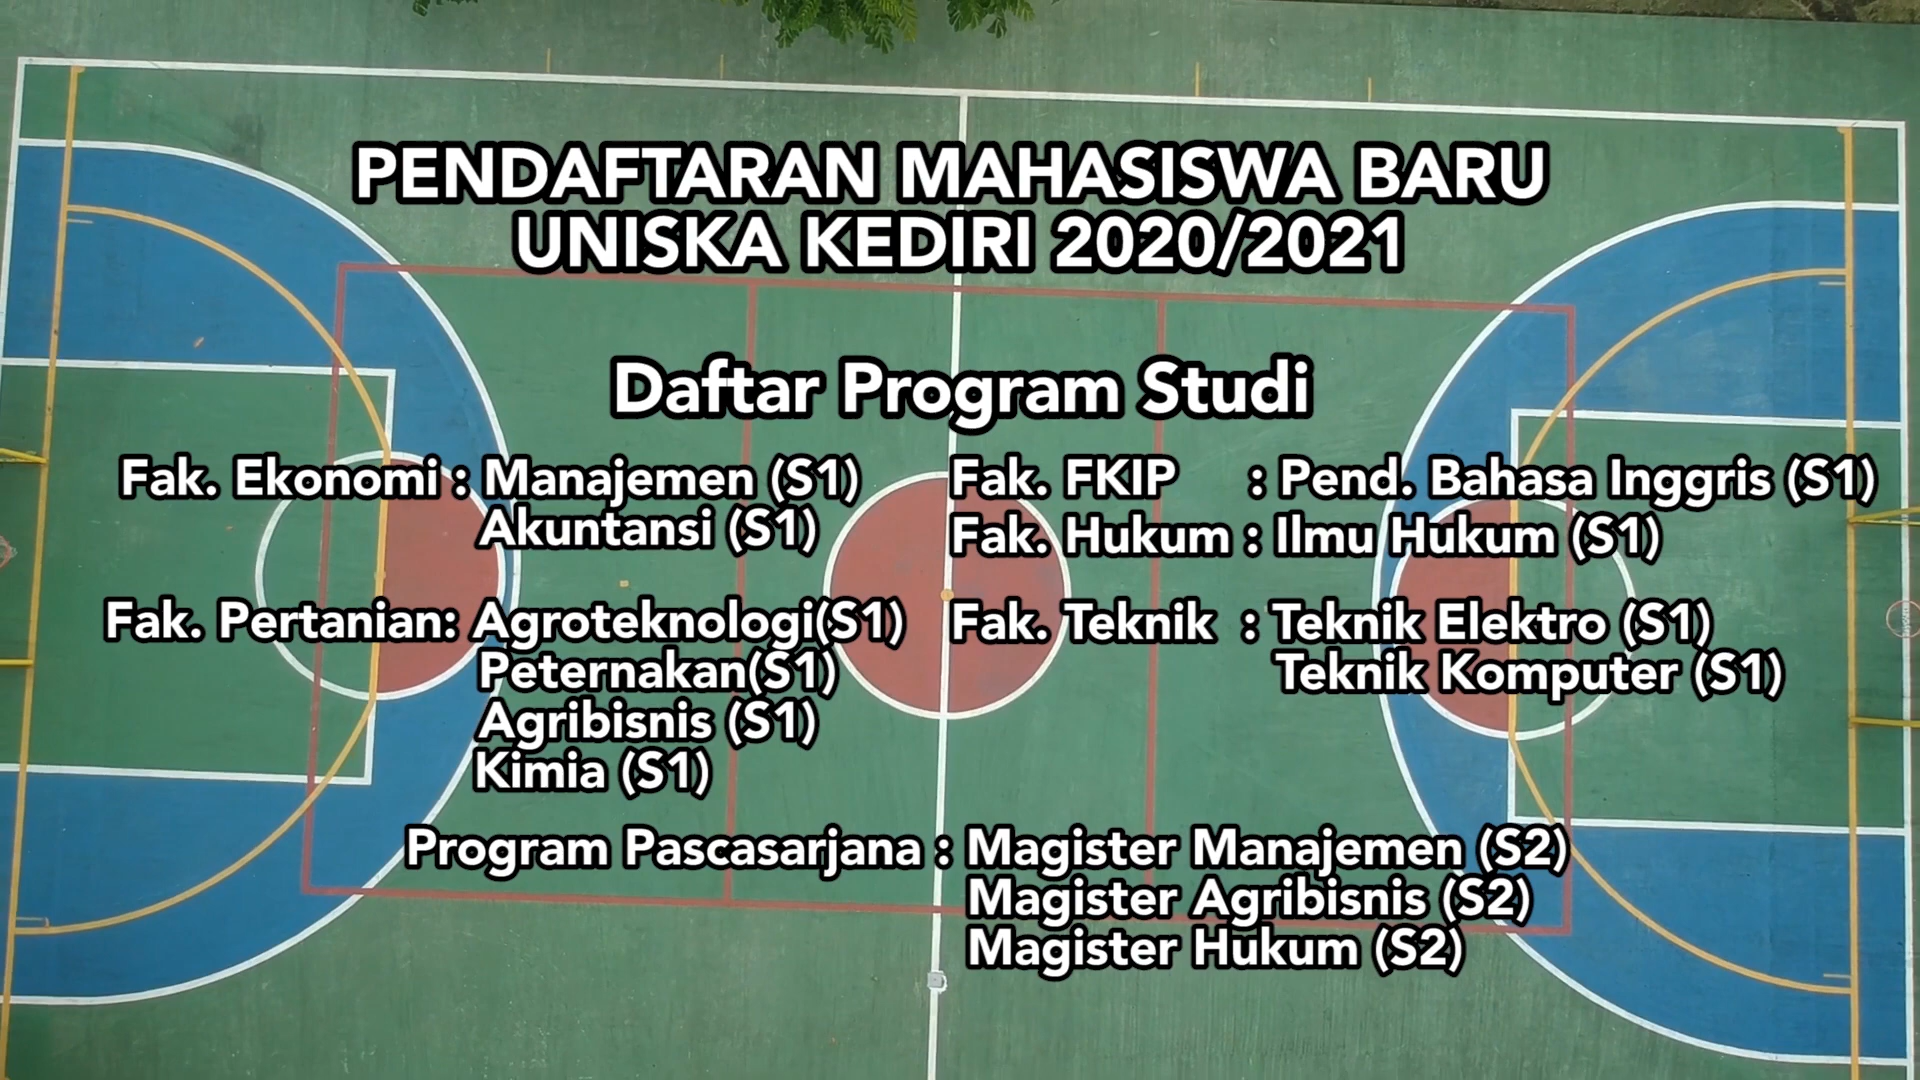 PENDAFTARAN MAHASISWA BARU
UNISKA KEDIRI 2020/2021
Daftar Program Studi
Fak. Ekonomi : Manajemen (S1)
Akuntansi (S1)
Fak. Pertanian: Agroteknologi(S1)
Peternakan(S1)
Agribisnis (S1)
Kimia (S1)
Fak. FKIP : Pend. Bahasa Inggris (S1)
Fak. Hukum : Ilmu Hukum (S1)
Fak. Teknik : Teknik Elektro (S1)
Teknik Komputer (S1)
Program Pascasarjana : Magister Manajemen (S2)
Magister Agribisnis (S2)
Magister Hukum (S2)